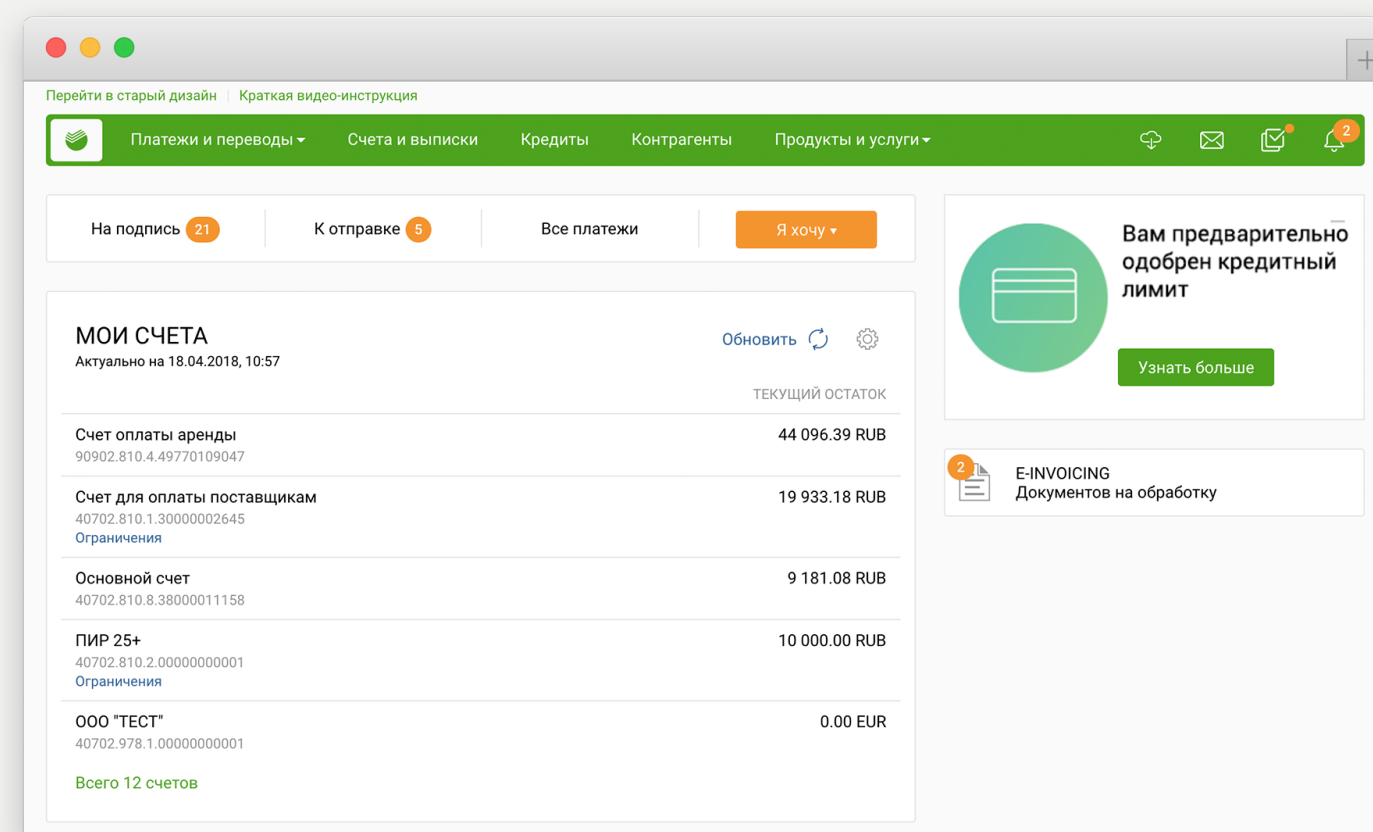 Перейти в старый дизайн Краткая видео-инструкция
Платежи и переводы Счета и выписки Кредиты Контрагенты Продукты и услуги 2
На подпись 21 К отправке 5 Все платежи Я хочу
МОИ СЧЕТА
Актуально на 18.04.2018, 10:57
Обновить
ТЕКУЩИЙ ОСТАТОК
Счет оплаты аренды 44 096.39 RUB
90902.810.4.49770109047
Счет для оплаты поставщикам 19 933.18 RUB
40702.810.1.30000002645
Ограничения
Основной счет 9 181.08 RUB
40702.810.8.38000011158
ПИР 25+ 10 000.00 RUB
40702.810.2.00000000001
Ограничения
ООО "ТЕСТ" 0.00 EUR
40702.978.1.00000000001
Всего 12 счетов
Вам предварительно
одобрен кредитный
лимит
Узнать больше
2
E-INVOICING
Документов на обработку